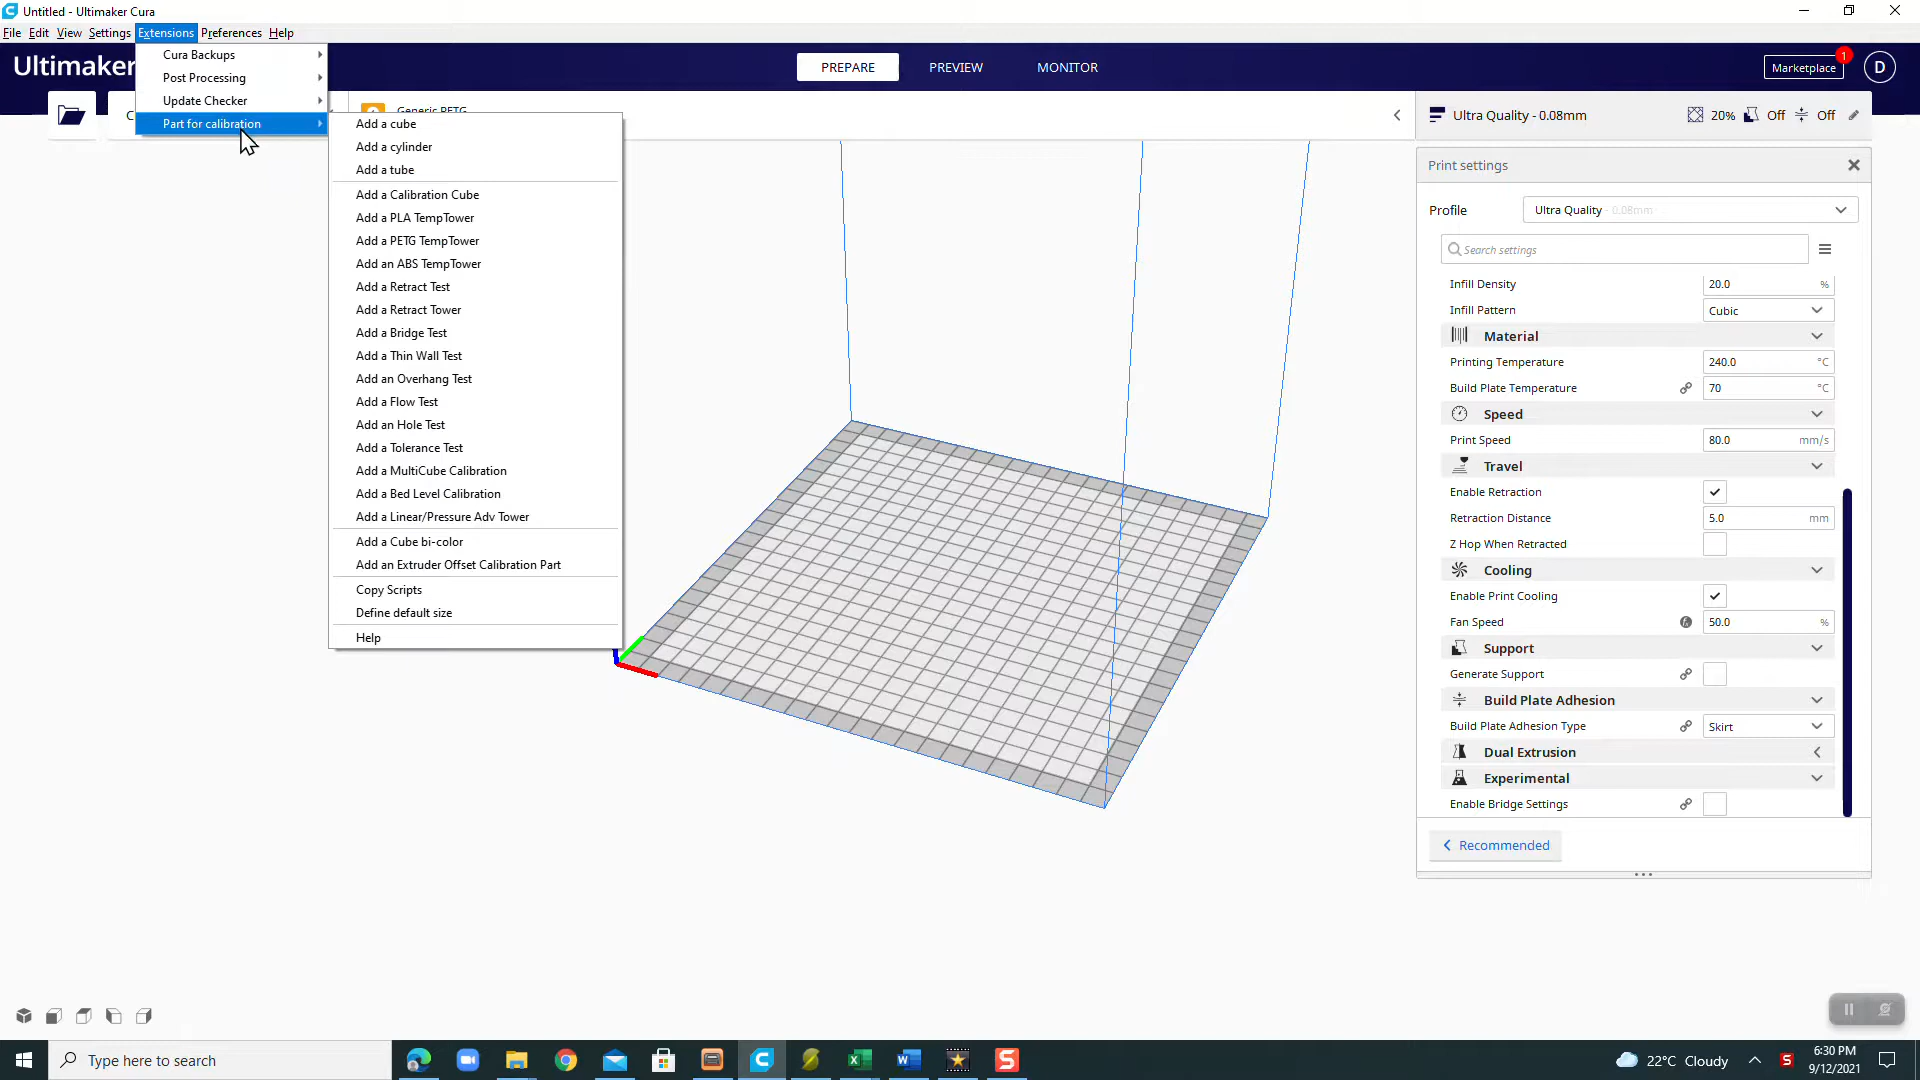 Untitled - Ultimaker Cura
File Edit View Settings Extensions Preferences Help
Ultimaker
PREPARE PREVIEW MONITOR
Marketplace 1 D
Cura Backups
Post Processing
Update Checker
Part for calibration
C
Generic PETG
Add a cube
Add a cylinder
Add a tube
Add a Calibration Cube
Add a PLA TempTower
Add a PETG TempTower
Add an ABS TempTower
Add a Retract Test
Add a Retract Tower
Add a Bridge Test
Add a Thin Wall Test
Add an Overhang Test
Add a Flow Test
Add an Hole Test
Add a Tolerance Test
Add a MultiCube Calibration
Add a Bed Level Calibration
Add a Linear/Pressure Adv Tower
Add a Cube bi-color
Add an Extruder Offset Calibration Part
Copy Scripts
Define default size
Help
Ultra Quality - 0.08mm 20% Off Off
Print settings
Profile Ultra Quality - 0.08mm
Search settings
Infill Density 20.0 %
Infill Pattern Cubic
Material
Printing Temperature 240.0 °C
Build Plate Temperature 70 °C
Speed
Print Speed 80.0 mm/s
Travel
Enable Retraction
Retraction Distance 5.0 mm
Z Hop When Retracted
Cooling
Enable Print Cooling
Fan Speed 50.0 %
Support
Generate Support
Build Plate Adhesion
Build Plate Adhesion Type Skirt
Dual Extrusion
Experimental
Enable Bridge Settings
Recommended
Type here to search
22°C Cloudy
6:30 PM
9/12/2021